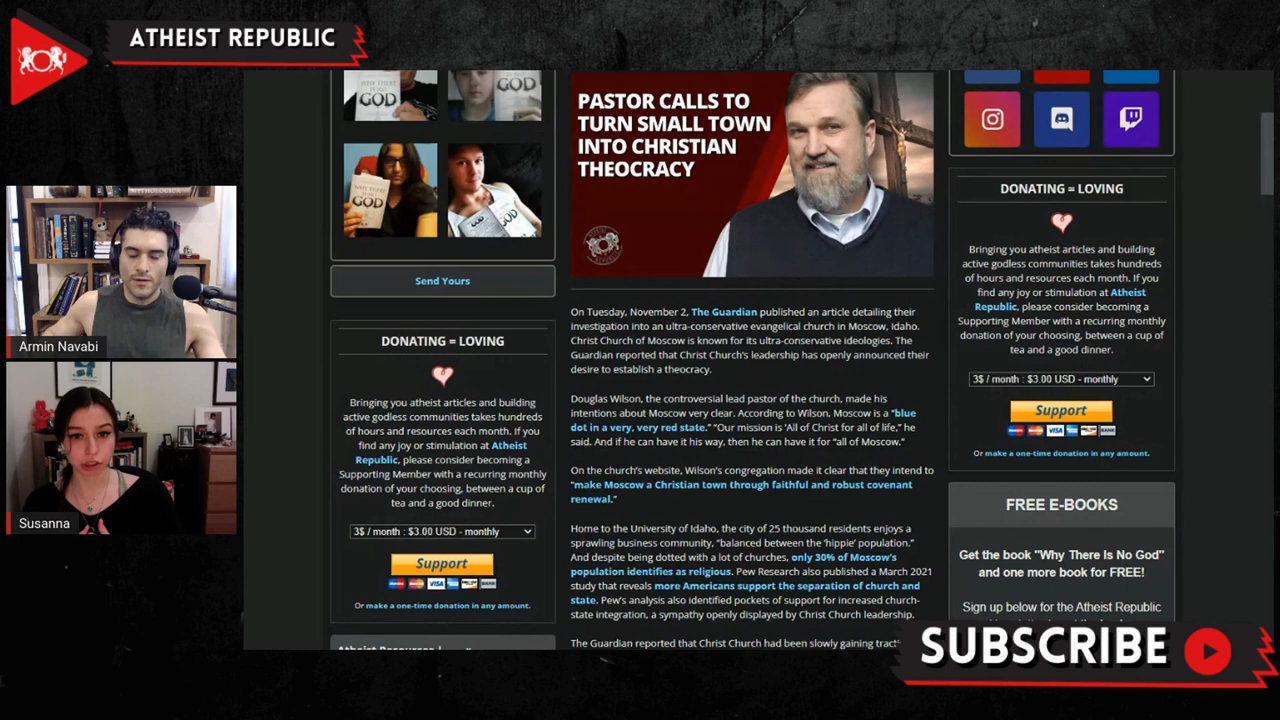 ATHEIST REPUBLIC
MYTHOLOGICA
Armin Navabi
Susanna
GOD
GOD
GOD
GOD
Send Yours
DONATING = LOVING
Bringing you atheist articles and building
active godless communities takes hundreds
of hours and resources each month. If you
find any joy or stimulation at Atheist
Republic, please consider becoming a
Supporting Member with a recurring monthly
donation of your choosing, between a cup of
tea and a good dinner.
3$ / month : $3.00 USD - monthly
Support
VISA
BANK
Or make a one-time donation in any amount.
PASTOR CALLS TO
TURN SMALL TOWN
INTO CHRISTIAN
THEOCRACY
On Tuesday, November 2, The Guardian published an article detailing their
investigation into an ultra-conservative evangelical church in Moscow, Idaho.
Christ Church of Moscow is known for its ultra-conservative ideologies. The
Guardian reported that Christ Church's leadership has openly announced their
desire to establish a theocracy.
Douglas Wilson, the controversial lead pastor of the church, made his
intentions about Moscow very clear. According to Wilson, Moscow is a "blue
dot in a very, very red state." "Our mission is 'All of Christ for all of life,' he
said. And if he can have it his way, then he can have it for "all of Moscow."
On the church's website, Wilson's congregation made it clear that they intend to
"make Moscow a Christian town through faithful and robust covenant
renewal."
Home to the University of Idaho, the city of 25 thousand residents enjoys a
sprawling business community, "balanced between the 'hippie' population."
And despite being dotted with a lot of churches, only 30% of Moscow's
population identifies as religious. Pew Research also published a March 2021
study that reveals more Americans support the separation of church and
state. Pew's analysis also identified pockets of support for increased church-
state integration, a sympathy openly displayed by Christ Church leadership.
The Guardian reported that Christ Church had been slowly gaining
DONATING = LOVING
Bringing you atheist articles and building
active godless communities takes hundreds
of hours and resources each month. If you
find any joy or stimulation at Atheist
Republic, please consider becoming a
Supporting Member with a recurring monthly
donation of your choosing, between a cup of
tea and a good dinner.
3$ / month : $3.00 USD - monthly
Support
VISA
BANK
Or make a one-time donation in any amount.
FREE E-BOOKS
Get the book "Why There Is No God"
and one more book for FREE!
Sign up below for the Atheist Republic
SUBSCRIBE